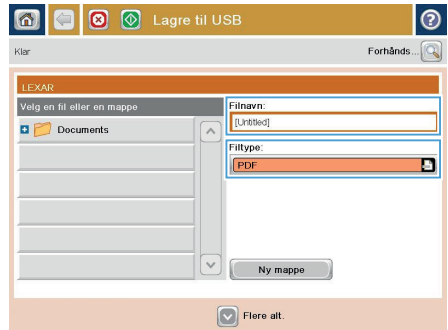 Lagre til USB
Klar
Forhånds...
LEXAR
Velg en fil eller en mappe
Filnavn:
Documents
[Untitled]
Filtype:
PDF
Ny mappe
Flere alt.